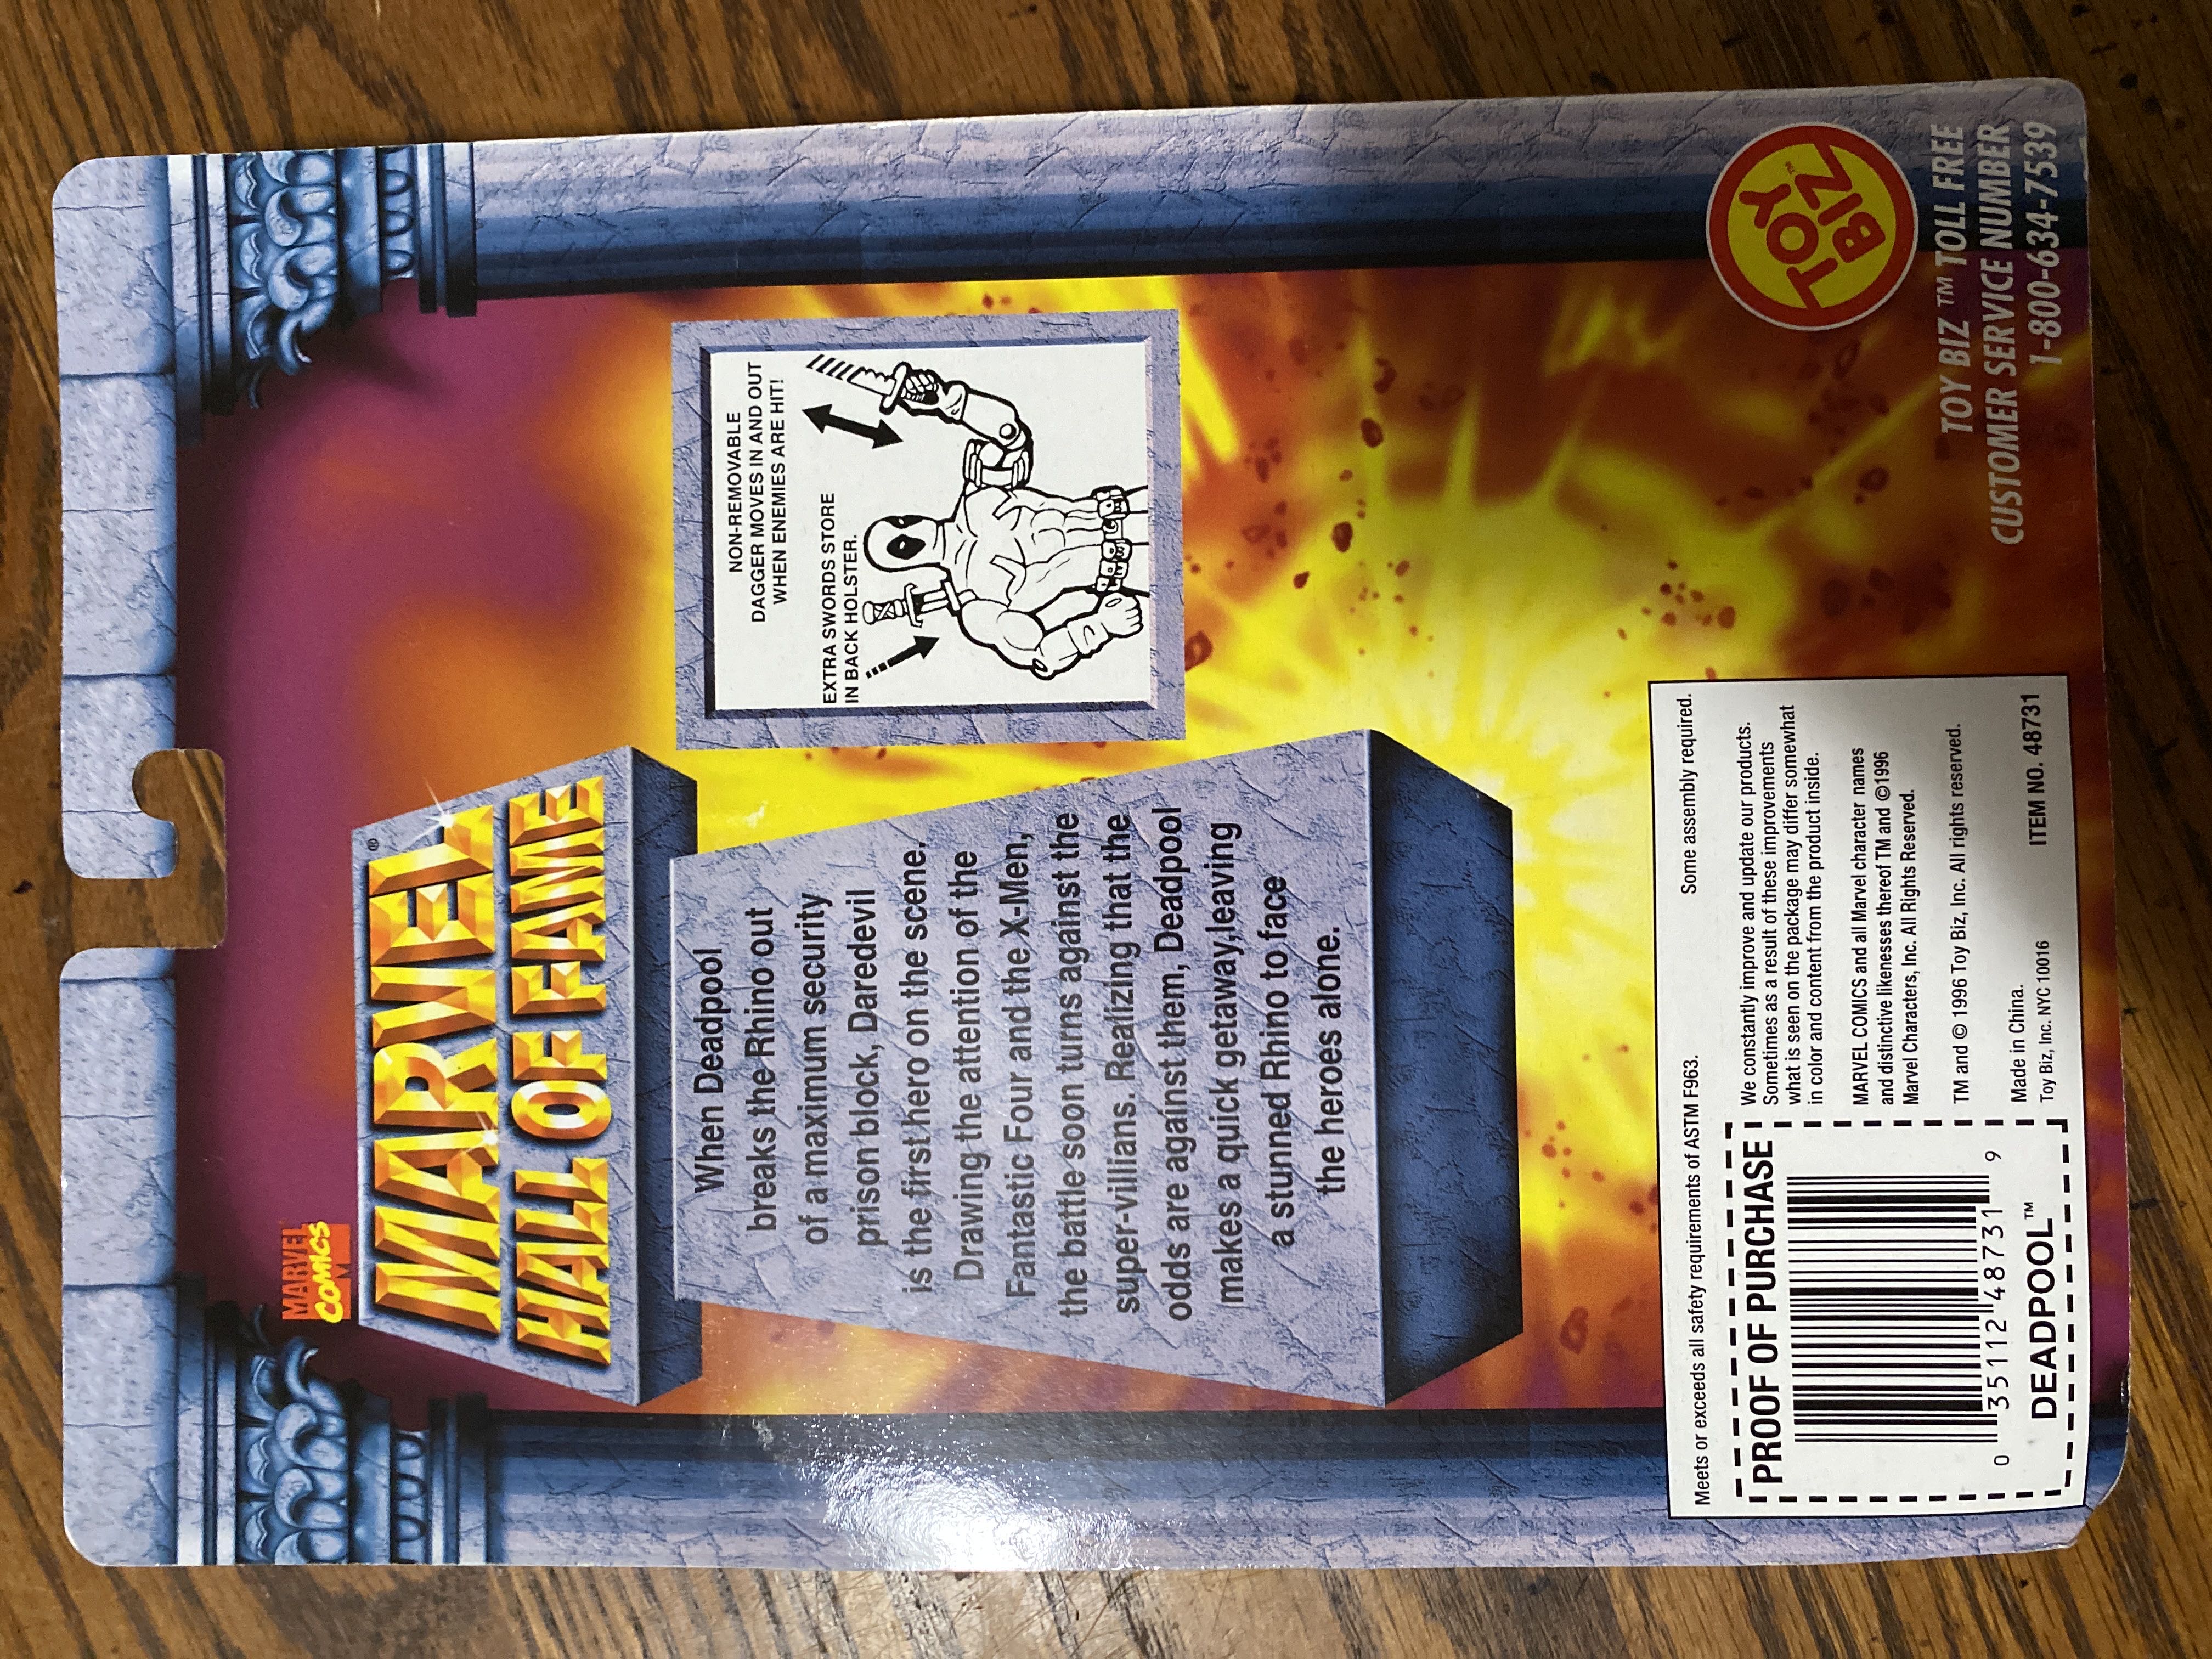 MARVEL
COMICS
MARVEL®
HALL OF FAME
When Deadpool
breaks the Rhino out
of a maximum security
prison block, Daredevil
is the first hero on the scene.
Drawing the attention of the
Fantastic Four and the X-Men,
the battle soon turns against the
super-villians. Realizing that the
odds are against them, Deadpool
makes a quick getaway,leaving
a stunned Rhino to face
the heroes alone.
NON-REMOVABLE
DAGGER MOVES IN AND OUT
WHEN ENEMIES ARE HIT!
EXTRA SWORDS STORE
IN BACK HOLSTER.
Meets or exceeds all safety requirements of ASTM F963.
Some assembly required.
PROOF OF PURCHASE
0 35112 48731 9
DEADPOOL™
We constantly improve and update our products.
Sometimes as a result of these improvements
what is seen on the package may differ somewhat
in color and content from the product inside.
MARVEL COMICS and all Marvel character names
and distinctive likenesses thereof TM and ©1996
Marvel Characters, Inc. All Rights Reserved.
TM and © 1996 Toy Biz, Inc. All rights reserved.
Made in China.
Toy Biz, Inc. NYC 10016
ITEM NO. 48731
TOY
BIZ™
TOY BIZ™ TOLL FREE
CUSTOMER SERVICE NUMBER
1-800-634-7539